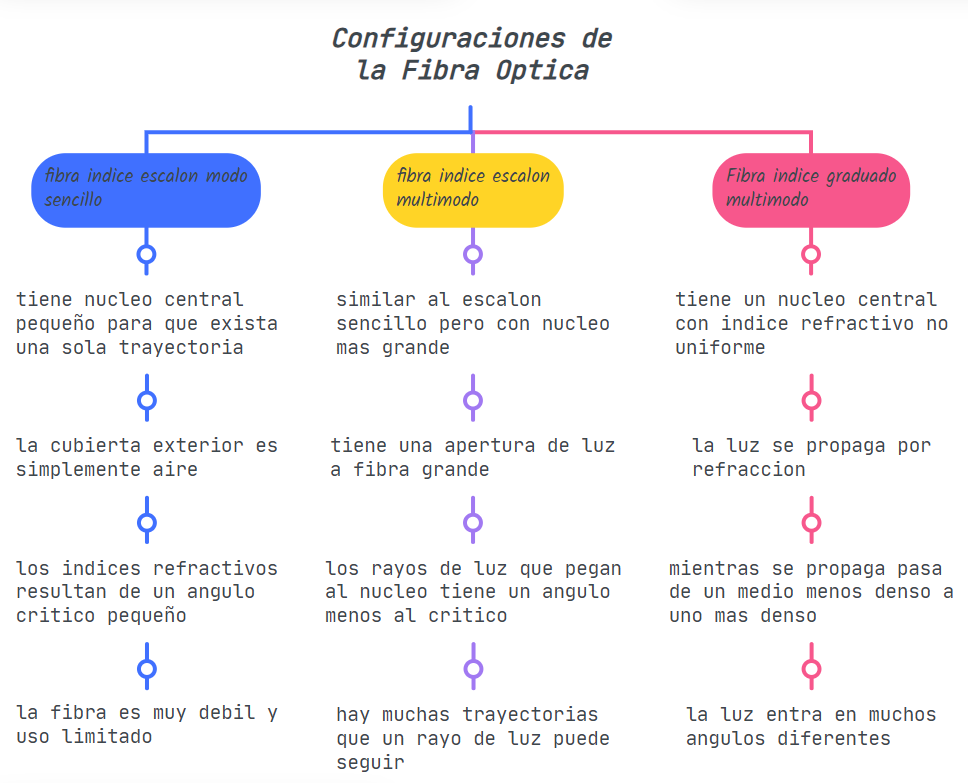 Configuraciones de
la Fibra Optica
fibra indice escalon modo
sencillo
tiene nucleo central
pequeño para que exista
una sola trayectoria
la cubierta exterior es
simplemente aire
los indices refractivos
resultan de un angulo
critico pequeño
la fibra es muy debil y
uso limitado
fibra indice escalon
multimodo
similar al escalon
sencillo pero con nucleo
mas grande
tiene una apertura de luz
a fibra grande
los rayos de luz que pegan
al nucleo tiene un angulo
menos al critico
hay muchas trayectorias
que un rayo de luz puede
seguir
Fibra indice graduado
multimodo
tiene un nucleo central
con indice refractivo no
uniforme
la luz se propaga por
refraccion
mientras se propaga pasa
de un medio menos denso a
uno mas denso
la luz entra en muchos
angulos diferentes